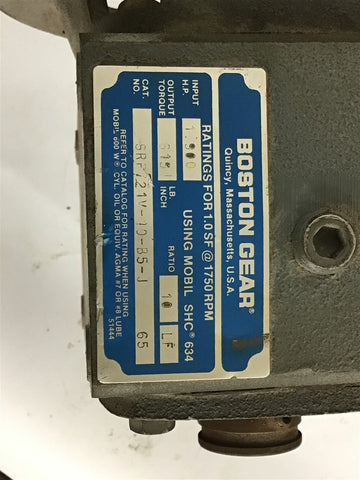 BOSTON GEAR®
Quincy, Massachusetts, U.S.A.
RATINGS FOR 1.0 SF @ 1750 RPM
USING MOBIL SHC® 634
INPUT H.P.
OUTPUT TORQUE
LB. INCH
RATIO
LF
CAT. NO.
65
REFER TO CATALOG FOR RATING WHEN USING
MOBIL 600 W® CYL. OIL OR EQUIV. AGMA #7 OR #8 LUBE
51444